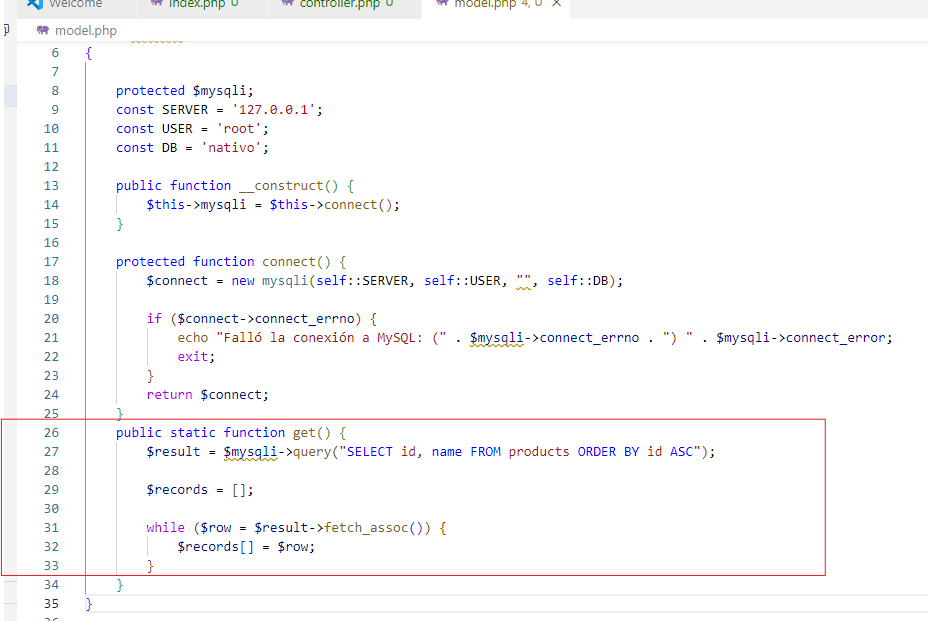 Welcome index.php U controller.php U model.php 4, U
model.php
6 {
7
8 protected $mysqli;
9 const SERVER = '127.0.0.1';
10 const USER = 'root';
11 const DB = 'nativo';
12
13 public function __construct() {
14 $this->mysqli = $this->connect();
15 }
16
17 protected function connect() {
18 $connect = new mysqli(self::SERVER, self::USER, "", self::DB);
19
20 if ($connect->connect_errno) {
21 echo "Falló la conexión a MySQL: (" . $mysqli->connect_errno . ") " . $mysqli->connect_error;
22 exit;
23 }
24 return $connect;
25 }
26 public static function get() {
27 $result = $mysqli->query("SELECT id, name FROM products ORDER BY id ASC");
28
29 $records = [];
30
31 while ($row = $result->fetch_assoc()) {
32 $records[] = $row;
33 }
34 }
35 }